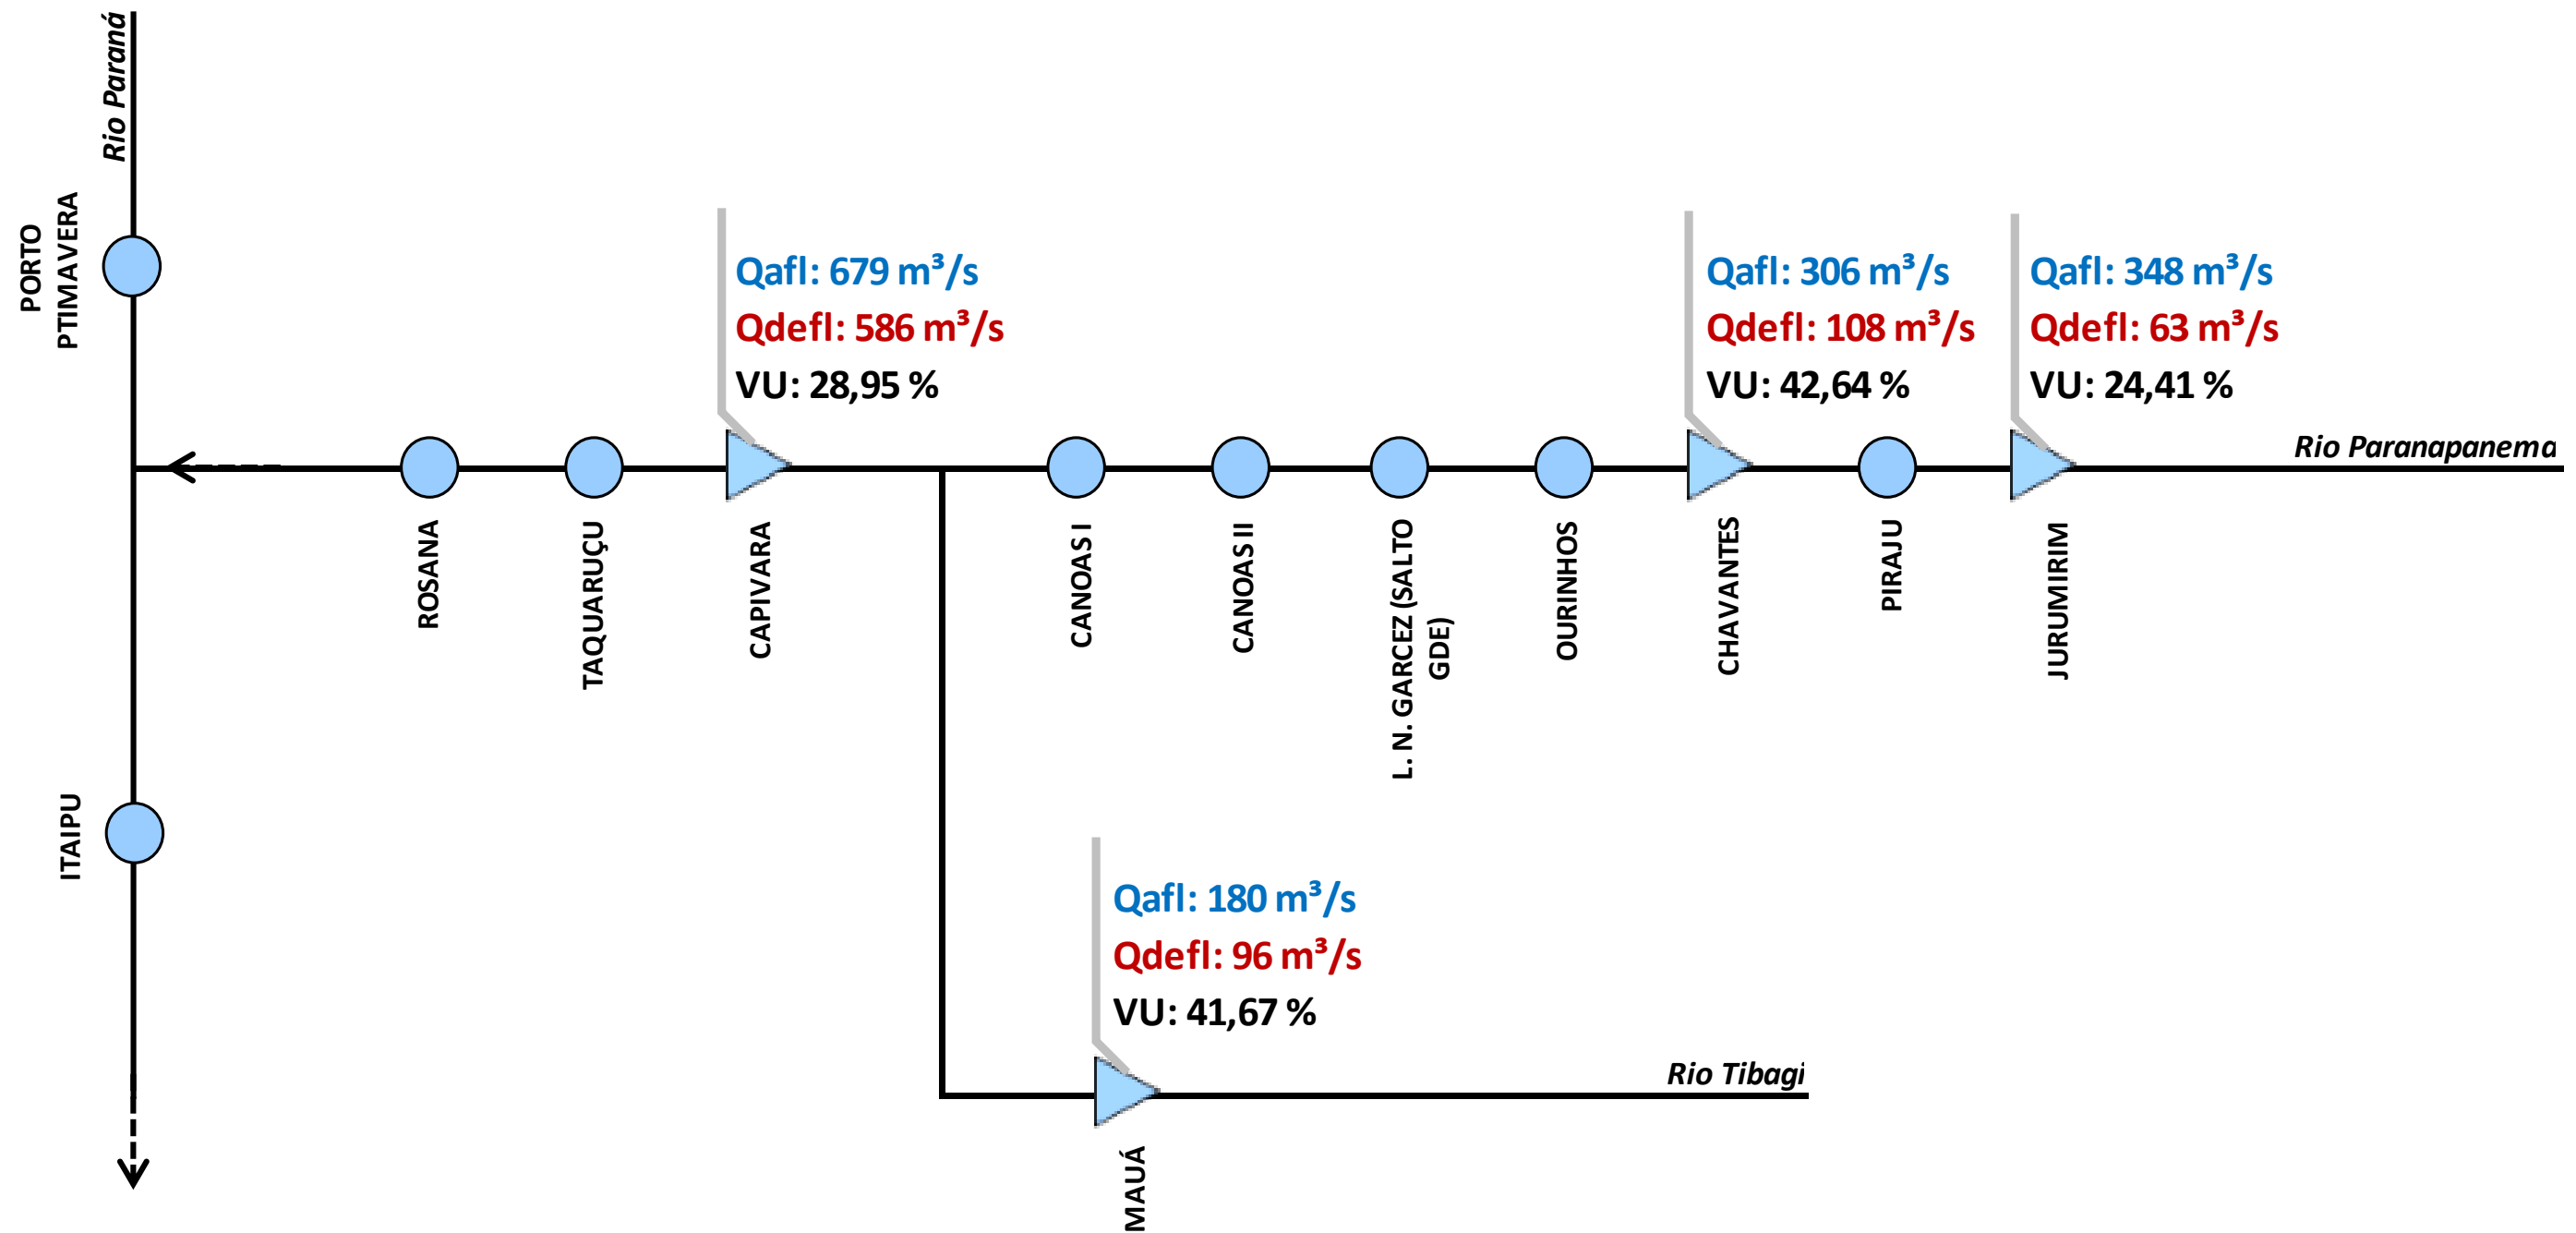 Rio Paraná
PORTO
PTIMAVERA
Qafl: 679 m³/s
Qdefl: 586 m³/s
VU: 28,95 %
Qafl: 306 m³/s
Qdefl: 108 m³/s
VU: 42,64 %
Qafl: 348 m³/s
Qdefl: 63 m³/s
VU: 24,41 %
Rio Paranapanema
ROSANA
TAQUARUÇU
CAPIVARA
CANOAS I
CANOAS II
L. N. GARCEZ (SALTO
GDE)
OURINHOS
CHAVANTES
PIRAJU
JURUMIRIM
ITAIPU
Qafl: 180 m³/s
Qdefl: 96 m³/s
VU: 41,67 %
Rio Tibagi
MAUÁ